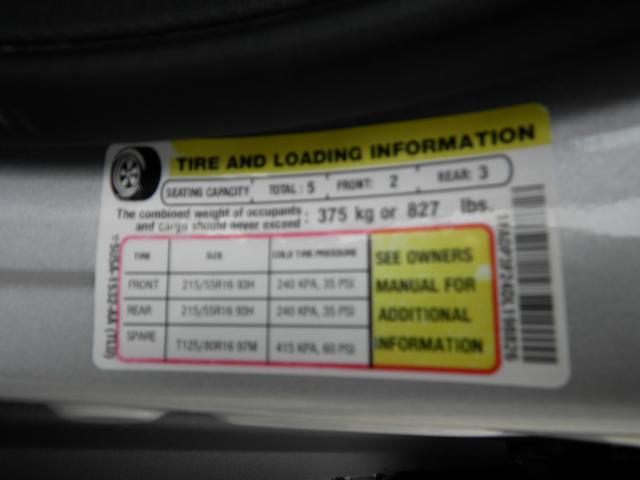 TIRE AND LOADING INFORMATION
SEATING CAPACITY TOTAL : 5 FRONT: 2 REAR: 3
The combined weight of occupants and cargo should never exceed : 375 kg or 827 lbs.
TIRE SIZE COLD TIRE PRESSURE
FRONT 215/55R16 93H 240 KPA, 35 PSI
REAR 215/55R16 93H 240 KPA, 35 PSI
SPARE T125/80R16 97M 415 KPA, 60 PSI
SEE OWNERS
MANUAL FOR
ADDITIONAL
INFORMATION